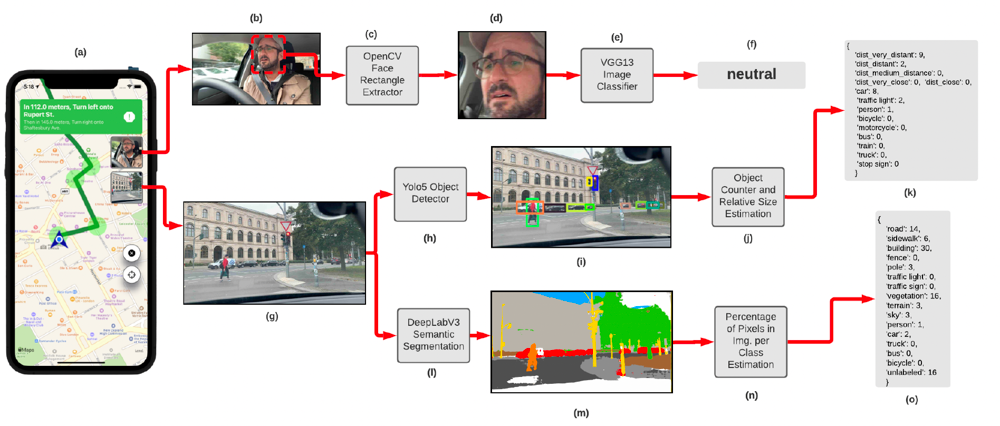 (a)
5:18
In 112.0 meters, Turn left onto
Rupert St.
Then in 145.0 meters, Turn right onto
Shaftesbury Ave.
Maps
(b)
(c)
OpenCV
Face
Rectangle
Extractor
(d)
(e)
VGG13
Image
Classifier
(f)
neutral
(g)
Yolo5 Object
Detector
(h)
(i)
Object
Counter and
Relative Size
Estimation
(j)
{
'dist_very_distant': 9,
'dist_distant': 2,
'dist_medium_distance': 0,
'dist_very_close': 0, 'dist_close': 0,
'car': 8,
'traffic light': 2,
'person': 1,
'bicycle': 0,
'motorcycle': 0,
'bus': 0,
'train': 0,
'truck': 0,
'stop sign': 0
}
(k)
DeepLabV3
Semantic
Segmentation
(l)
(m)
Percentage
of Pixels in
Img. per
Class
Estimation
(n)
{
'road': 14,
'sidewalk': 6,
'building': 30,
'fence': 0,
'pole': 3,
'traffic light': 0,
'traffic sign': 0,
'vegetation': 16,
'terrain': 3,
'sky': 3,
'person': 1,
'car': 2,
'truck': 0,
'bus': 0,
'bicycle': 0,
'unlabeled': 16
}
(o)